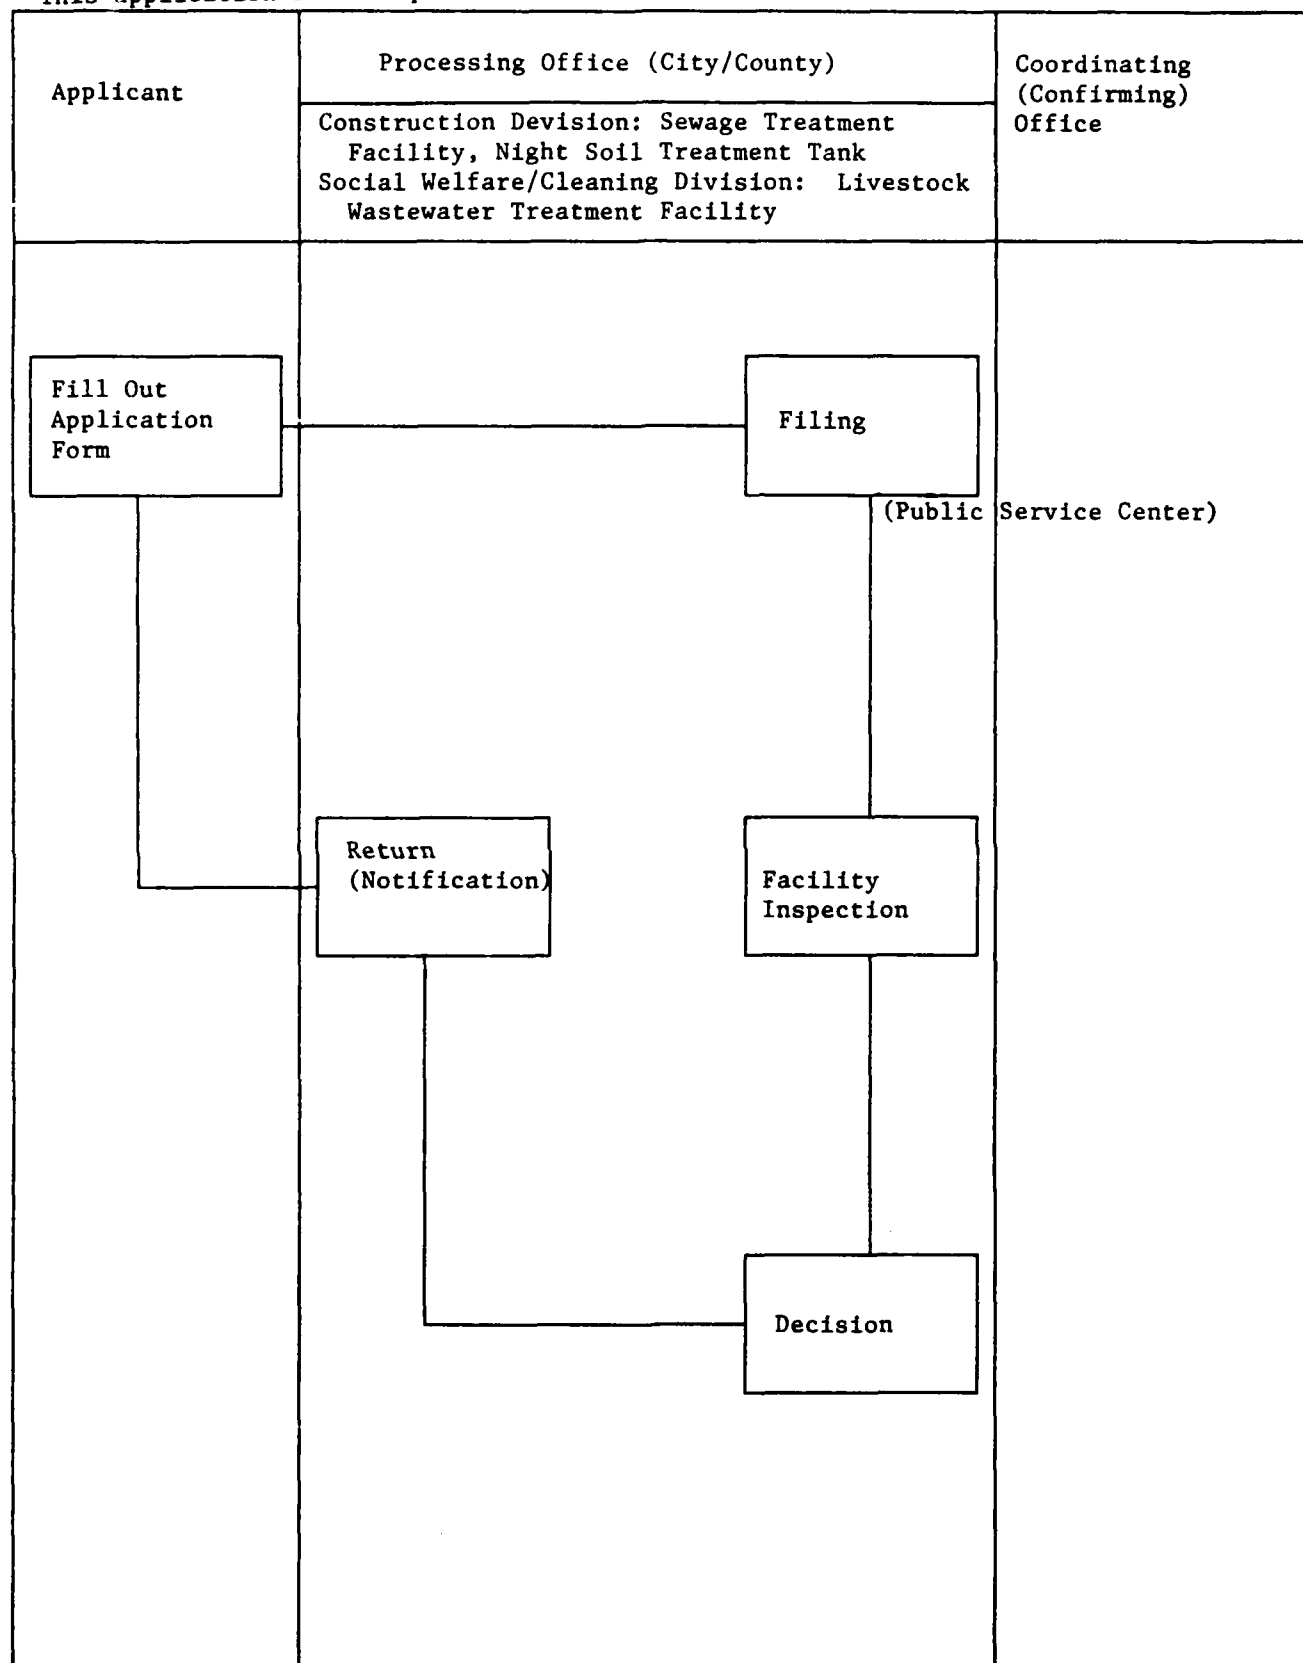 This application
Applicant
Processing Office (City/County)
Construction Devision: Sewage Treatment
Facility, Night Soil Treatment Tank
Social Welfare/Cleaning Division: Livestock
Wastewater Treatment Facility
Coordinating
(Confirming)
Office
Fill Out
Application
Form
Filing
(Public Service Center)
Return
(Notification)
Facility
Inspection
Decision